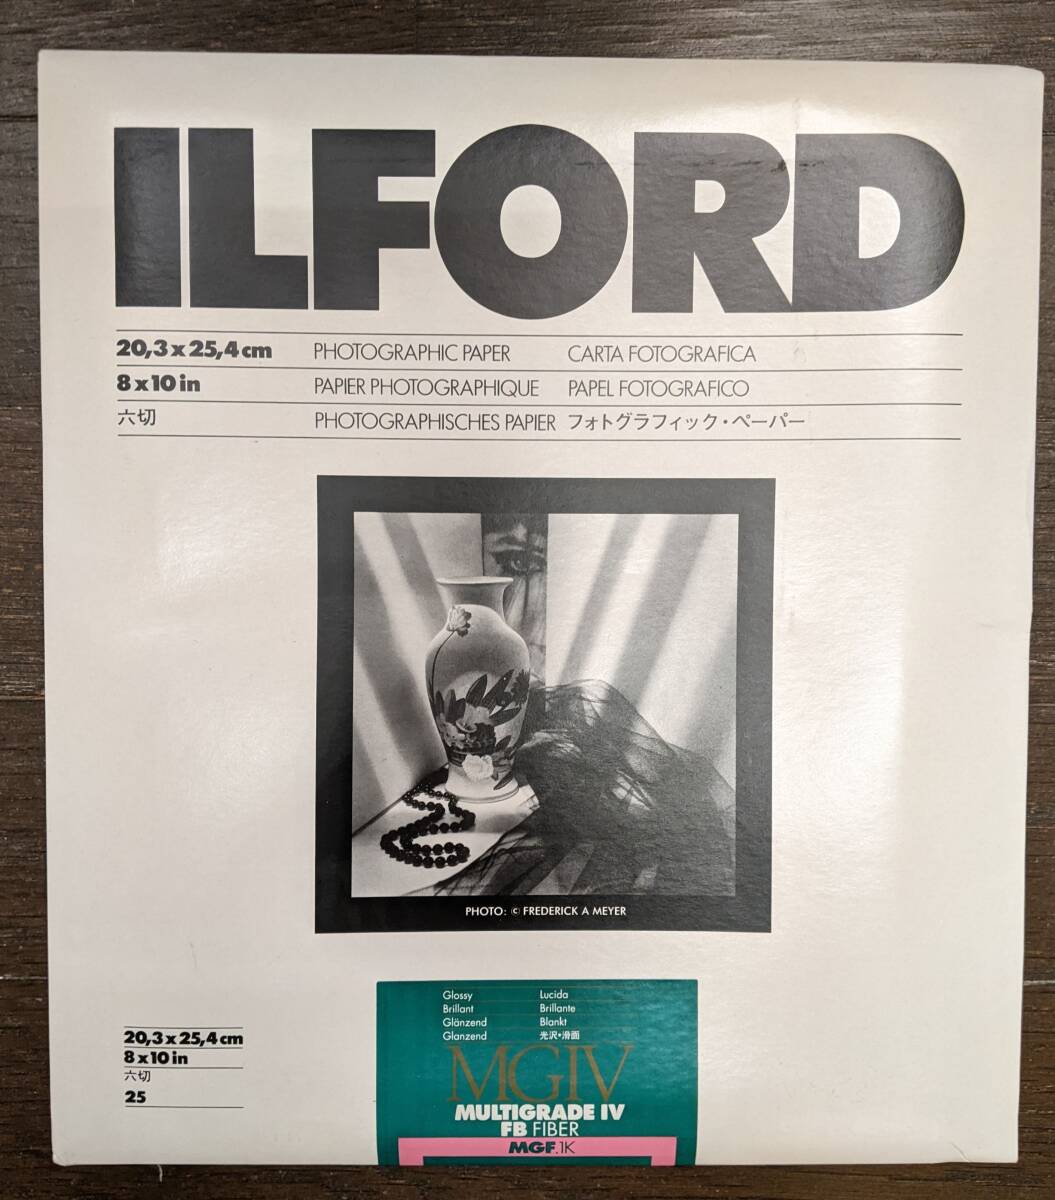 ILFORD
20,3 x 25,4 cm PHOTOGRAPHIC PAPER CARTA FOTOGRAFICA
8 x 10 in PAPIER PHOTOGRAPHIQUE PAPEL FOTOGRAFICO
六切 PHOTOGRAPHISCHES PAPIER フォトグラフィック・ペーパー
PHOTO: © FREDERICK A MEYER
Glossy Lucida
Brillant Brillante
Glänzend Blankt
Glanzend 光沢・滑面
MGIV
MULTIGRADE IV
FB FIBER
MGF.1K
20,3 x 25,4 cm
8 x 10 in
六切
25